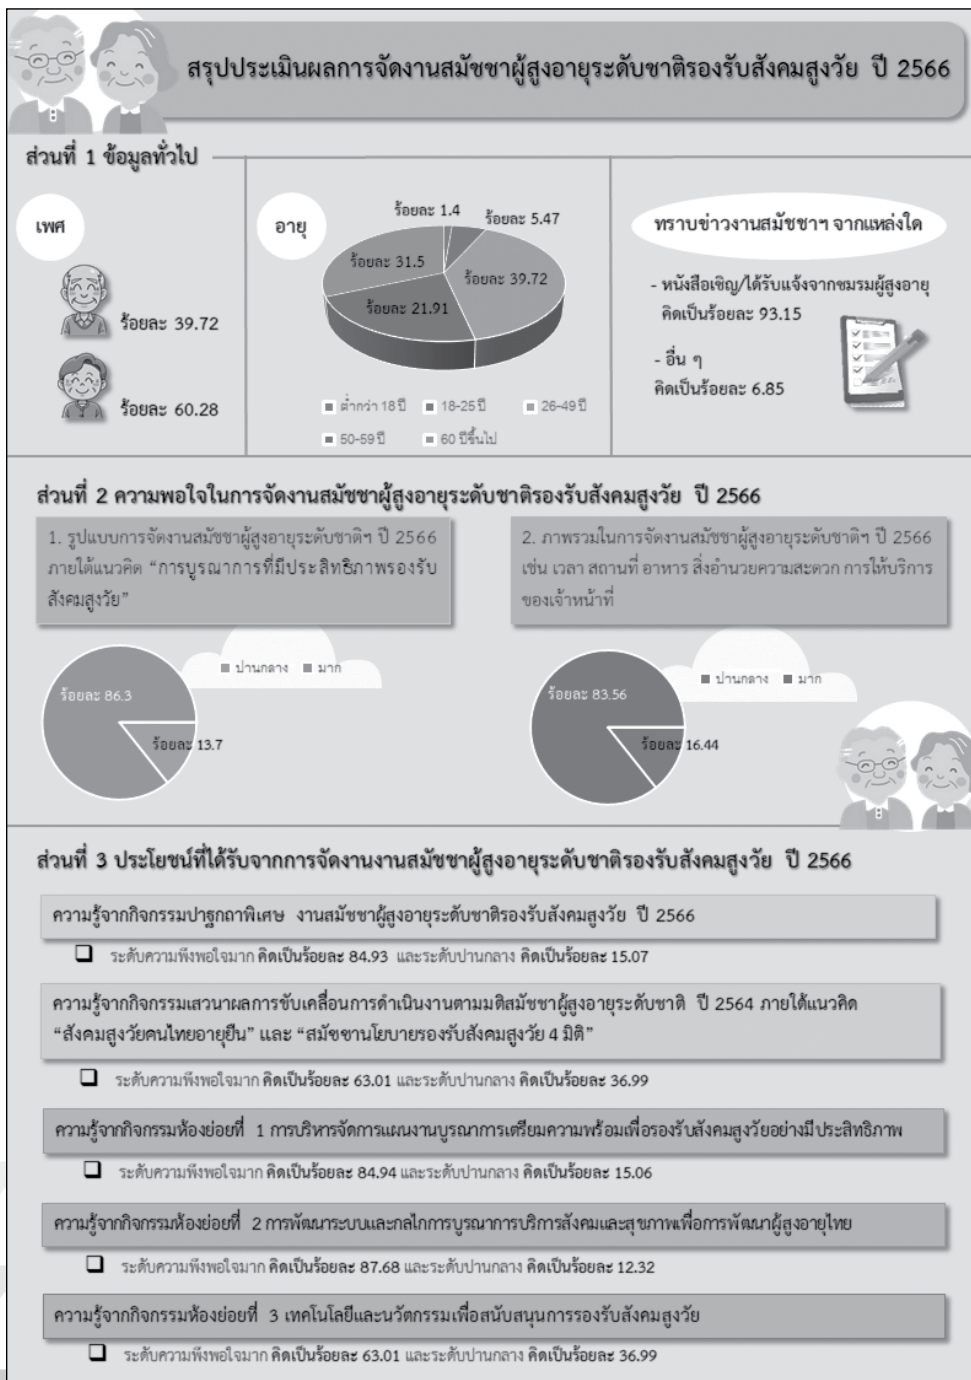 สรุปประเมินผลการจัดงานสมัชชาผู้สูงอายุระดับชาติรองรับสังคมสูงวัย ปี 2566
ส่วนที่ 1 ข้อมูลทั่วไป
เพศ
ร้อยละ 39.72
ร้อยละ 60.28
อายุ
ร้อยละ 1.4
ร้อยละ 5.47
ร้อยละ 31.5
ร้อยละ 39.72
ร้อยละ 21.91
ต่ำกว่า 18 ปี 18-25 ปี 26-49 ปี
50-59 ปี 60 ปีขึ้นไป
ทราบข่าวงานสมัชชาฯ จากแหล่งใด
- หนังสือเชิญ/ได้รับแจ้งจากชมรมผู้สูงอายุ
คิดเป็นร้อยละ 93.15
- อื่น ๆ
คิดเป็นร้อยละ 6.85
ส่วนที่ 2 ความพอใจในการจัดงานสมัชชาผู้สูงอายุระดับชาติรองรับสังคมสูงวัย ปี 2566
1. รูปแบบการจัดงานสมัชชาผู้สูงอายุระดับชาติฯ ปี 2566
ภายใต้แนวคิด “การบูรณาการที่มีประสิทธิภาพรองรับ
สังคมสูงวัย”
ปานกลาง มาก
ร้อยละ 86.3
ร้อยละ 13.7
2. ภาพรวมในการจัดงานสมัชชาผู้สูงอายุระดับชาติฯ ปี 2566
เช่น เวลา สถานที่ อาหาร สิ่งอำนวยความสะดวก การให้บริการ
ของเจ้าหน้าที่
ปานกลาง มาก
ร้อยละ 83.56
ร้อยละ 16.44
ส่วนที่ 3 ประโยชน์ที่ได้รับจากการจัดงานงานสมัชชาผู้สูงอายุระดับชาติรองรับสังคมสูงวัย ปี 2566
ความรู้จากกิจกรรมปาฐกถาพิเศษ งานสมัชชาผู้สูงอายุระดับชาติรองรับสังคมสูงวัย ปี 2566
ระดับความพึงพอใจมาก คิดเป็นร้อยละ 84.93 และระดับปานกลาง คิดเป็นร้อยละ 15.07
ความรู้จากกิจกรรมเสวนาผลการขับเคลื่อนการดำเนินงานตามมติสมัชชาผู้สูงอายุระดับชาติ ปี 2564 ภายใต้แนวคิด
“สังคมสูงวัยคนไทยอายุยืน” และ “สมัชชานโยบายรองรับสังคมสูงวัย 4 มิติ”
ระดับความพึงพอใจมาก คิดเป็นร้อยละ 63.01 และระดับปานกลาง คิดเป็นร้อยละ 36.99
ความรู้จากกิจกรรมห้องย่อยที่ 1 การบริหารจัดการแผนงานบูรณาการเตรียมความพร้อมเพื่อรองรับสังคมสูงวัยอย่างมีประสิทธิภาพ
ระดับความพึงพอใจมาก คิดเป็นร้อยละ 84.94 และระดับปานกลาง คิดเป็นร้อยละ 15.06
ความรู้จากกิจกรรมห้องย่อยที่ 2 การพัฒนาระบบและกลไกการบูรณาการบริการสังคมและสุขภาพเพื่อการพัฒนาผู้สูงอายุไทย
ระดับความพึงพอใจมาก คิดเป็นร้อยละ 87.68 และระดับปานกลาง คิดเป็นร้อยละ 12.32
ความรู้จากกิจกรรมห้องย่อยที่ 3 เทคโนโลยีและนวัตกรรมเพื่อสนับสนุนการรองรับสังคมสูงวัย
ระดับความพึงพอใจมาก คิดเป็นร้อยละ 63.01 และระดับปานกลาง คิดเป็นร้อยละ 36.99